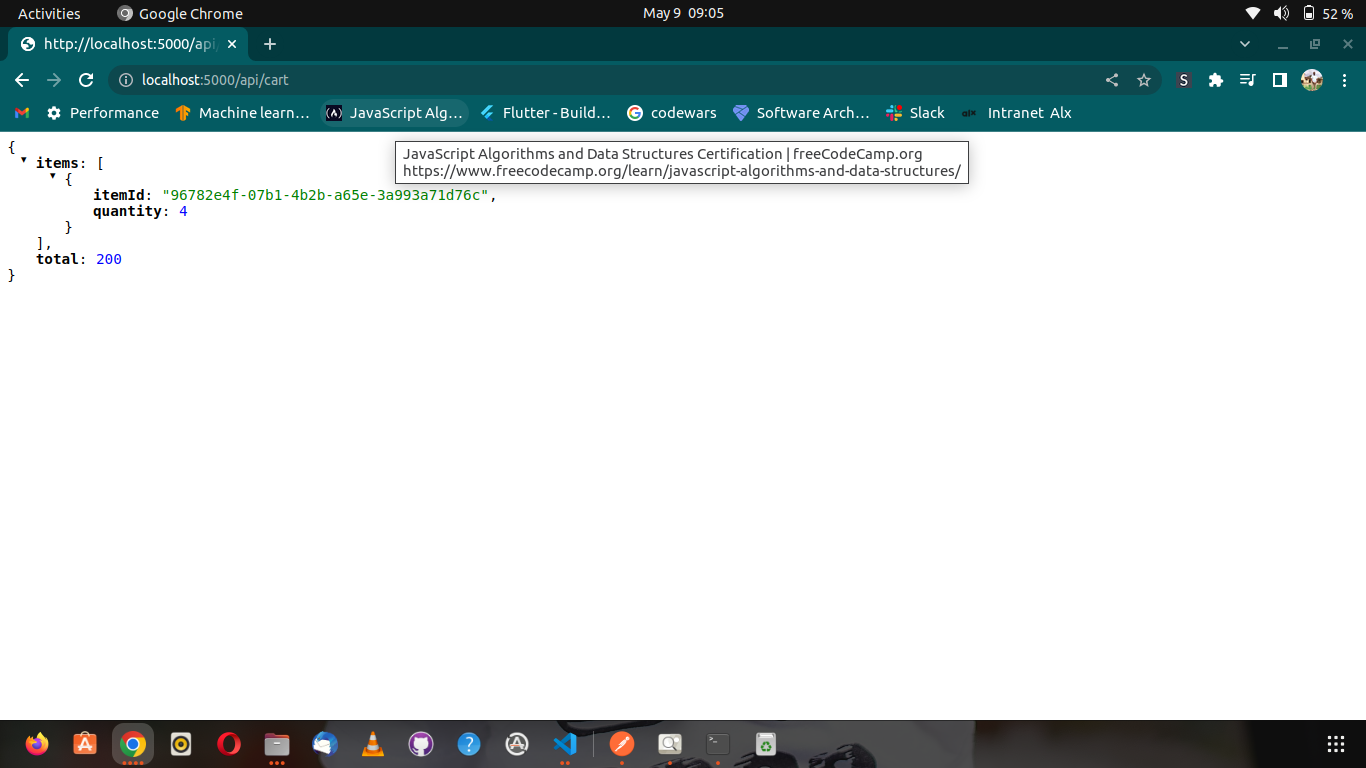 Activities
Google Chrome
May 9 09:05
52 %
http://localhost:5000/api
localhost:5000/api/cart
S
Performance
Machine learn…
JavaScript Alg…
Flutter - Build…
codewars
Software Arch…
Slack
alx
Intranet Alx
JavaScript Algorithms and Data Structures Certification | freeCodeCamp.org
https://www.freecodecamp.org/learn/javascript-algorithms-and-data-structures/
{
items: [
{
itemId: "96782e4f-07b1-4b2b-a65e-3a993a71d76c",
quantity: 4
}
],
total: 200
}